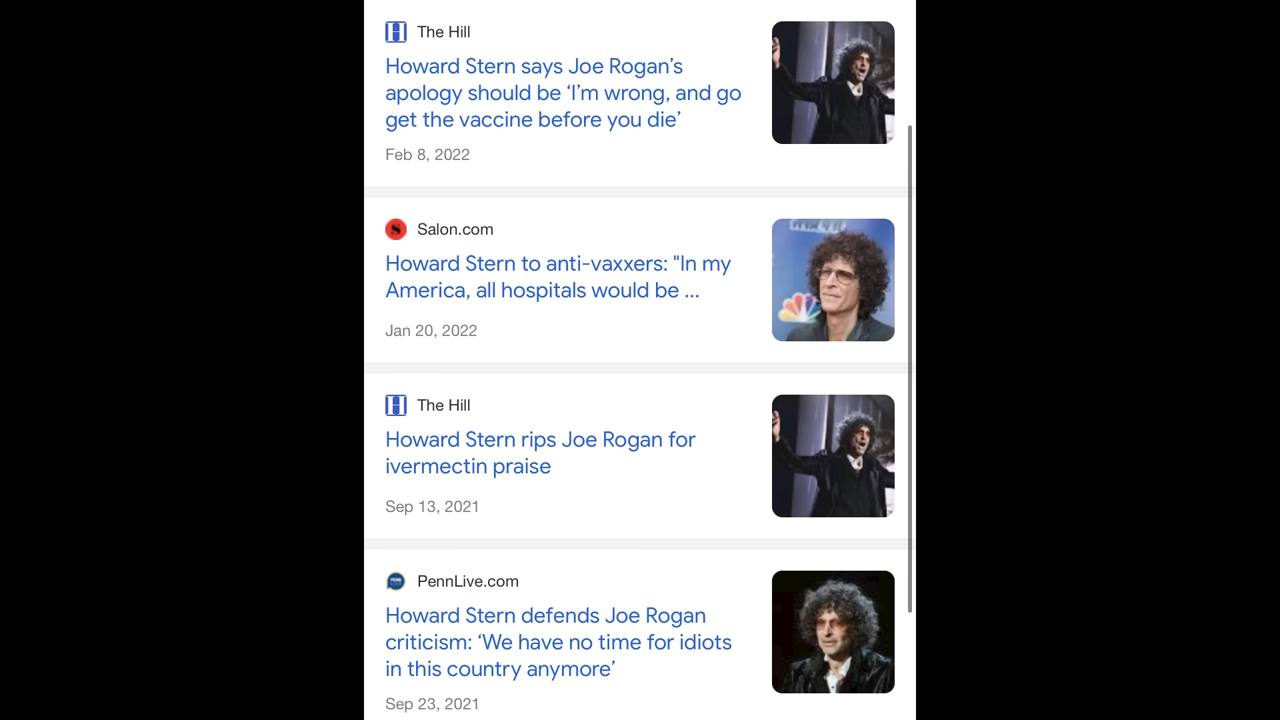 The Hill
Howard Stern says Joe Rogan’s
apology should be ‘I’m wrong, and go
get the vaccine before you die’
Feb 8, 2022
Salon.com
Howard Stern to anti-vaxxers: "In my
America, all hospitals would be ...
Jan 20, 2022
The Hill
Howard Stern rips Joe Rogan for
ivermectin praise
Sep 13, 2021
PennLive.com
Howard Stern defends Joe Rogan
criticism: ‘We have no time for idiots
in this country anymore’
Sep 23, 2021